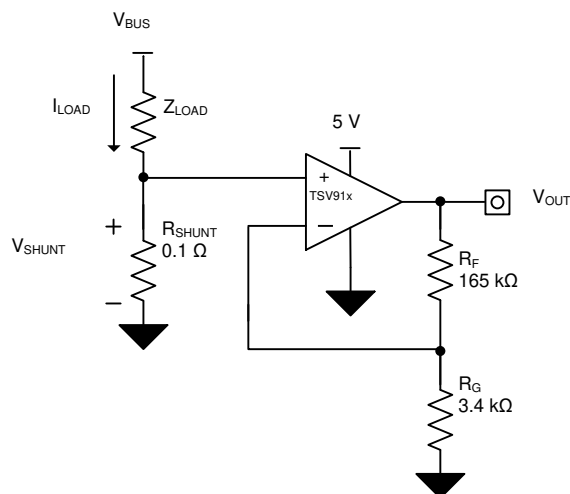 VBUS
ILOAD
ZLOAD
5 V
+
TSV91x
−
VOUT
+
VSHUNT
−
RSHUNT
0.1 Ω
RF
165 kΩ
RG
3.4 kΩ